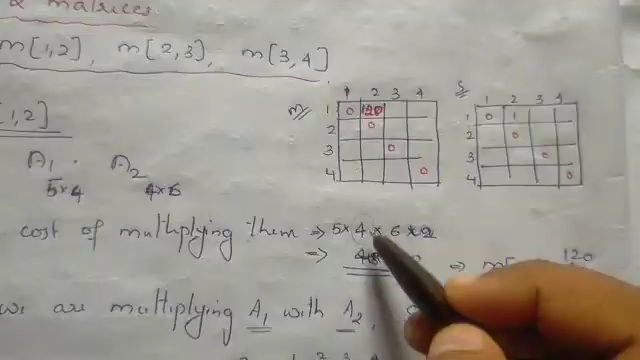 2 matrices
m[1,2], m[2,3], m[3,4]
[1,2]
m 1 2 3 4
1 0 120
2 0
3 0
4 0
S 1 2 3 4
1 0 1
2 0
3 0
4 0
A1 · A2
5×4 4×6
cost of multiplying them ⇒ 5×4×6
⇒ 120
we are multiplying A1 with A2,